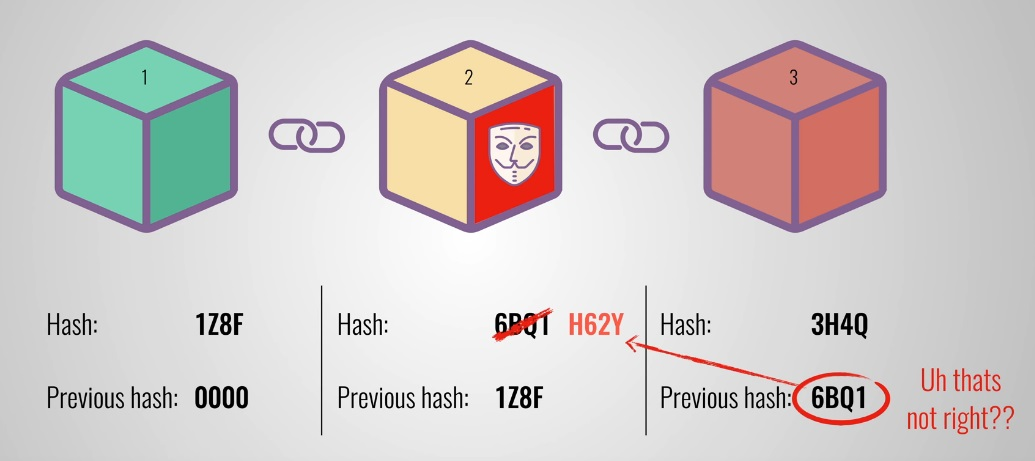 1
2
3
Hash: 1Z8F
Previous hash: 0000
Hash: 6BQ1 H62Y
Previous hash: 1Z8F
Hash: 3H4Q
Previous hash: 6BQ1
Uh thats
not right??